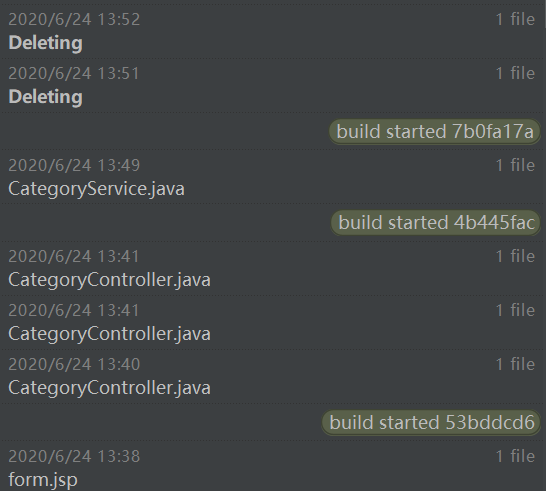 2020/6/24 13:52 1 file
Deleting
2020/6/24 13:51 1 file
Deleting
build started 7b0fa17a
2020/6/24 13:49 1 file
CategoryService.java
build started 4b445fac
2020/6/24 13:41 1 file
CategoryController.java
2020/6/24 13:41 1 file
CategoryController.java
2020/6/24 13:40 1 file
CategoryController.java
build started 53bddcd6
2020/6/24 13:38 1 file
form.jsp